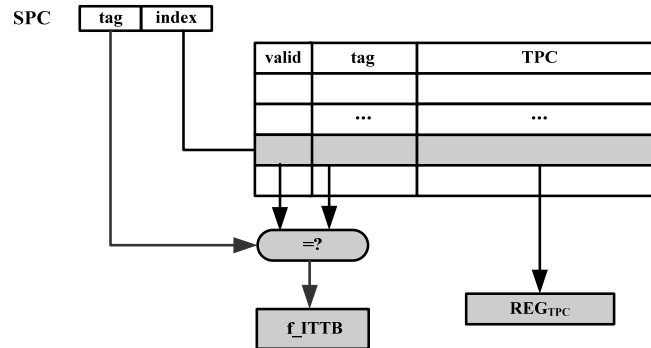 SPC tag index
valid tag TPC
... ...
=?
f_ITTB
REGTPC